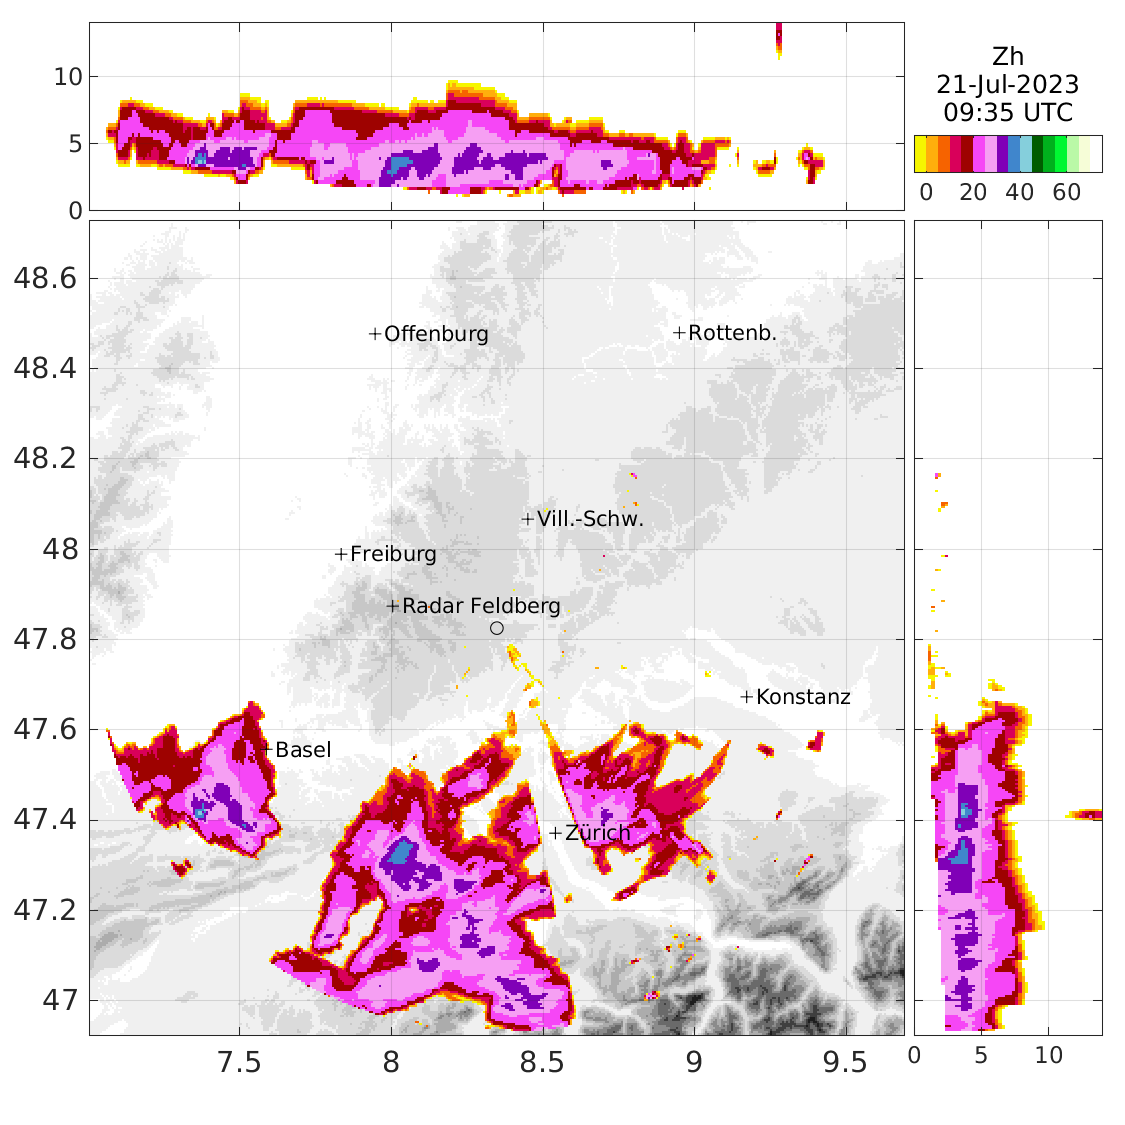 Zh
21-Jul-2023
09:35 UTC
0 20 40 60
10
5
0
48.6
48.4
48.2
48
47.8
47.6
47.4
47.2
47
+Offenburg
+Rottenb.
+Vill.-Schw.
+Freiburg
+Radar Feldberg
+Konstanz
+Basel
+Zürich
7.5 8 8.5 9 9.5
0 5 10